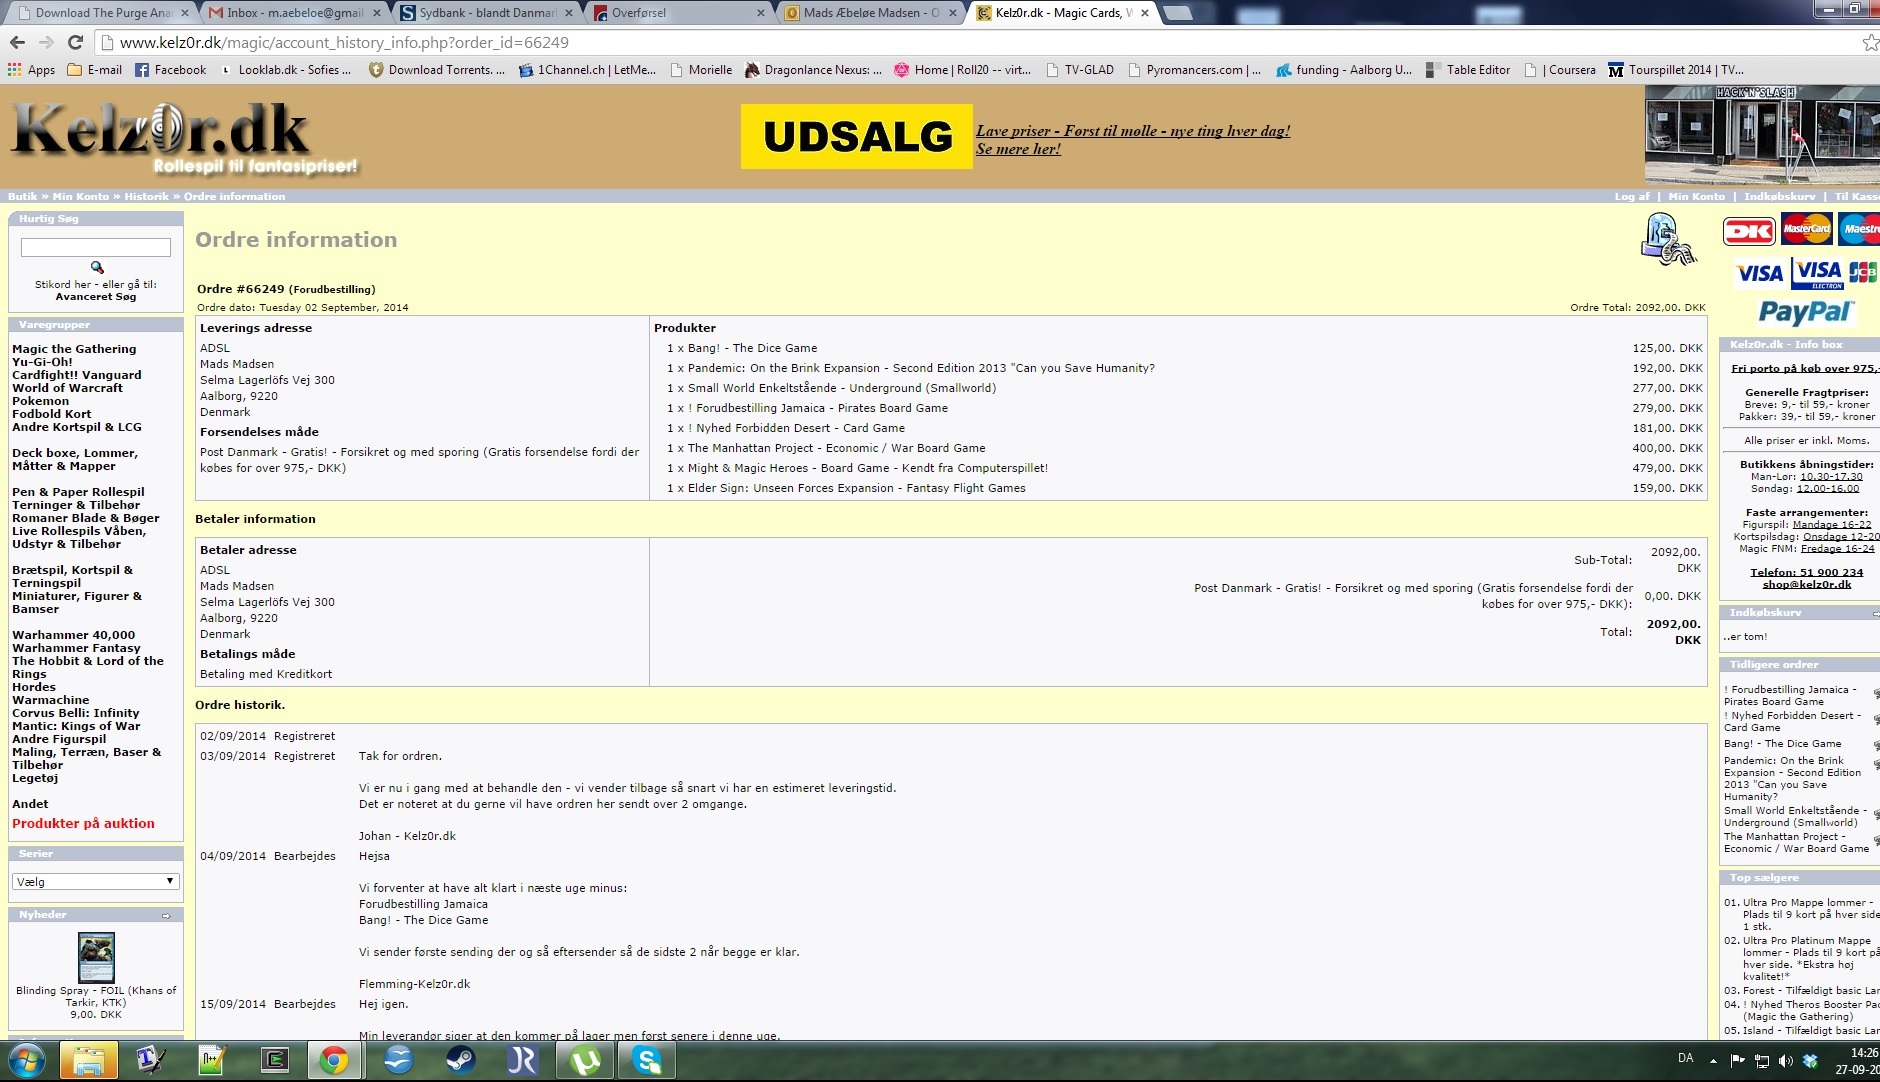 Download The Purge Ana
Inbox - m.aebeloe@gmail
Sydbank - blandt Danmar
Overførsel
Mads Æbeløe Madsen - O
Kelz0r.dk - Magic Cards, W
www.kelz0r.dk/magic/account_history_info.php?order_id=66249
Apps
E-mail
Facebook
Looklab.dk - Sofies ...
Download Torrents. ...
1Channel.ch | LetMe...
Morielle
Dragonlance Nexus: ...
Home | Roll20 -- virt...
TV-GLAD
Pyromancers.com | ...
funding - Aalborg U...
Table Editor
| Coursera
Tourspillet 2014 | TV...
Kelz0r.dk
Rollespil til fantasipriser!
UDSALG
Lave priser - Først til mølle - nye ting hver dag!
Se mere her!
HACK'N'SLASH
Butik » Min Konto » Historik » Ordre information
Log af | Min Konto | Indkøbskurv | Til Kasse
Hurtig Søg
Stikord her - eller gå til:
Avanceret Søg
Varegrupper
Magic the Gathering
Yu-Gi-Oh!
Cardfight!! Vanguard
World of Warcraft
Pokemon
Fodbold Kort
Andre Kortspil & LCG
Deck boxe, Lommer,
Måtter & Mapper
Pen & Paper Rollespil
Terninger & Tilbehør
Romaner Blade & Bøger
Live Rollespils Våben,
Udstyr & Tilbehør
Brætspil, Kortspil &
Terningspil
Miniaturer, Figurer &
Bamser
Warhammer 40,000
Warhammer Fantasy
The Hobbit & Lord of the
Rings
Hordes
Warmachine
Corvus Belli: Infinity
Mantic: Kings of War
Andre Figurspil
Maling, Terræn, Baser &
Tilbehør
Legetøj
Andet
Produkter på auktion
Serier
Vælg
Nyheder
Blinding Spray - FOIL (Khans of
Tarkir, KTK)
9,00. DKK
Ordre information
Ordre #66249 (Forudbestilling)
Ordre dato: Tuesday 02 September, 2014
Ordre Total: 2092,00. DKK
Leverings adresse
ADSL
Mads Madsen
Selma Lagerlöfs Vej 300
Aalborg, 9220
Denmark
Forsendelses måde
Post Danmark - Gratis! - Forsikret og med sporing (Gratis forsendelse fordi der
købes for over 975,- DKK)
Produkter
1 x Bang! - The Dice Game 125,00. DKK
1 x Pandemic: On the Brink Expansion - Second Edition 2013 "Can you Save Humanity? 192,00. DKK
1 x Small World Enkeltstående - Underground (Smallworld) 277,00. DKK
1 x ! Forudbestilling Jamaica - Pirates Board Game 279,00. DKK
1 x ! Nyhed Forbidden Desert - Card Game 181,00. DKK
1 x The Manhattan Project - Economic / War Board Game 400,00. DKK
1 x Might & Magic Heroes - Board Game - Kendt fra Computerspillet! 479,00. DKK
1 x Elder Sign: Unseen Forces Expansion - Fantasy Flight Games 159,00. DKK
Betaler information
Betaler adresse
ADSL
Mads Madsen
Selma Lagerlöfs Vej 300
Aalborg, 9220
Denmark
Betalings måde
Betaling med Kreditkort
Sub-Total: 2092,00.
DKK
Post Danmark - Gratis! - Forsikret og med sporing (Gratis forsendelse fordi der
købes for over 975,- DKK): 0,00. DKK
Total: 2092,00.
DKK
Ordre historik.
02/09/2014 Registreret
03/09/2014 Registreret Tak for ordren.
Vi er nu i gang med at behandle den - vi vender tilbage så snart vi har en estimeret leveringstid.
Det er noteret at du gerne vil have ordren her sendt over 2 omgange.
Johan - Kelz0r.dk
04/09/2014 Bearbejdes Hejsa
Vi forventer at have alt klart i næste uge minus:
Forudbestilling Jamaica
Bang! - The Dice Game
Vi sender første sending der og så eftersender så de sidste 2 når begge er klar.
Flemming-Kelz0r.dk
15/09/2014 Bearbejdes Hej igen.
Min leverandør siger at den kommer på lager men først senere i denne uge.
DK
MasterCard
Maestro
VISA
VISA
ELECTRON
JCB
PayPal
Kelz0r.dk - Info box
Fri porto på køb over 975,-
Generelle Fragtpriser:
Breve: 9,- til 59,- kroner
Pakker: 39,- til 59,- kroner
Alle priser er inkl. Moms.
Butikkens åbningstider:
Man-Lør: 10.30-17.30
Søndag: 12.00-16.00
Faste arrangementer:
Figurspil: Mandage 16-22
Kortspilsdag: Onsdage 12-20
Magic FNM: Fredage 16-24
Telefon: 51 900 234
shop@kelz0r.dk
Indkøbskurv
..er tom!
Tidligere ordrer
! Forudbestilling Jamaica -
Pirates Board Game
! Nyhed Forbidden Desert -
Card Game
Bang! - The Dice Game
Pandemic: On the Brink
Expansion - Second Edition
2013 "Can you Save
Humanity?
Small World Enkeltstående -
Underground (Smallworld)
The Manhattan Project -
Economic / War Board Game
Top sælgere
01. Ultra Pro Mappe lommer -
Plads til 9 kort på hver side
1 stk.
02. Ultra Pro Platinum Mappe
lommer - Plads til 9 kort på
hver side. *Ekstra høj
kvalitet!*
03. Forest - Tilfældigt basic Lan
04. ! Nyhed Theros Booster Pac
(Magic the Gathering)
05. Island - Tilfældigt basic Lan
DA
14:26
27-09-20